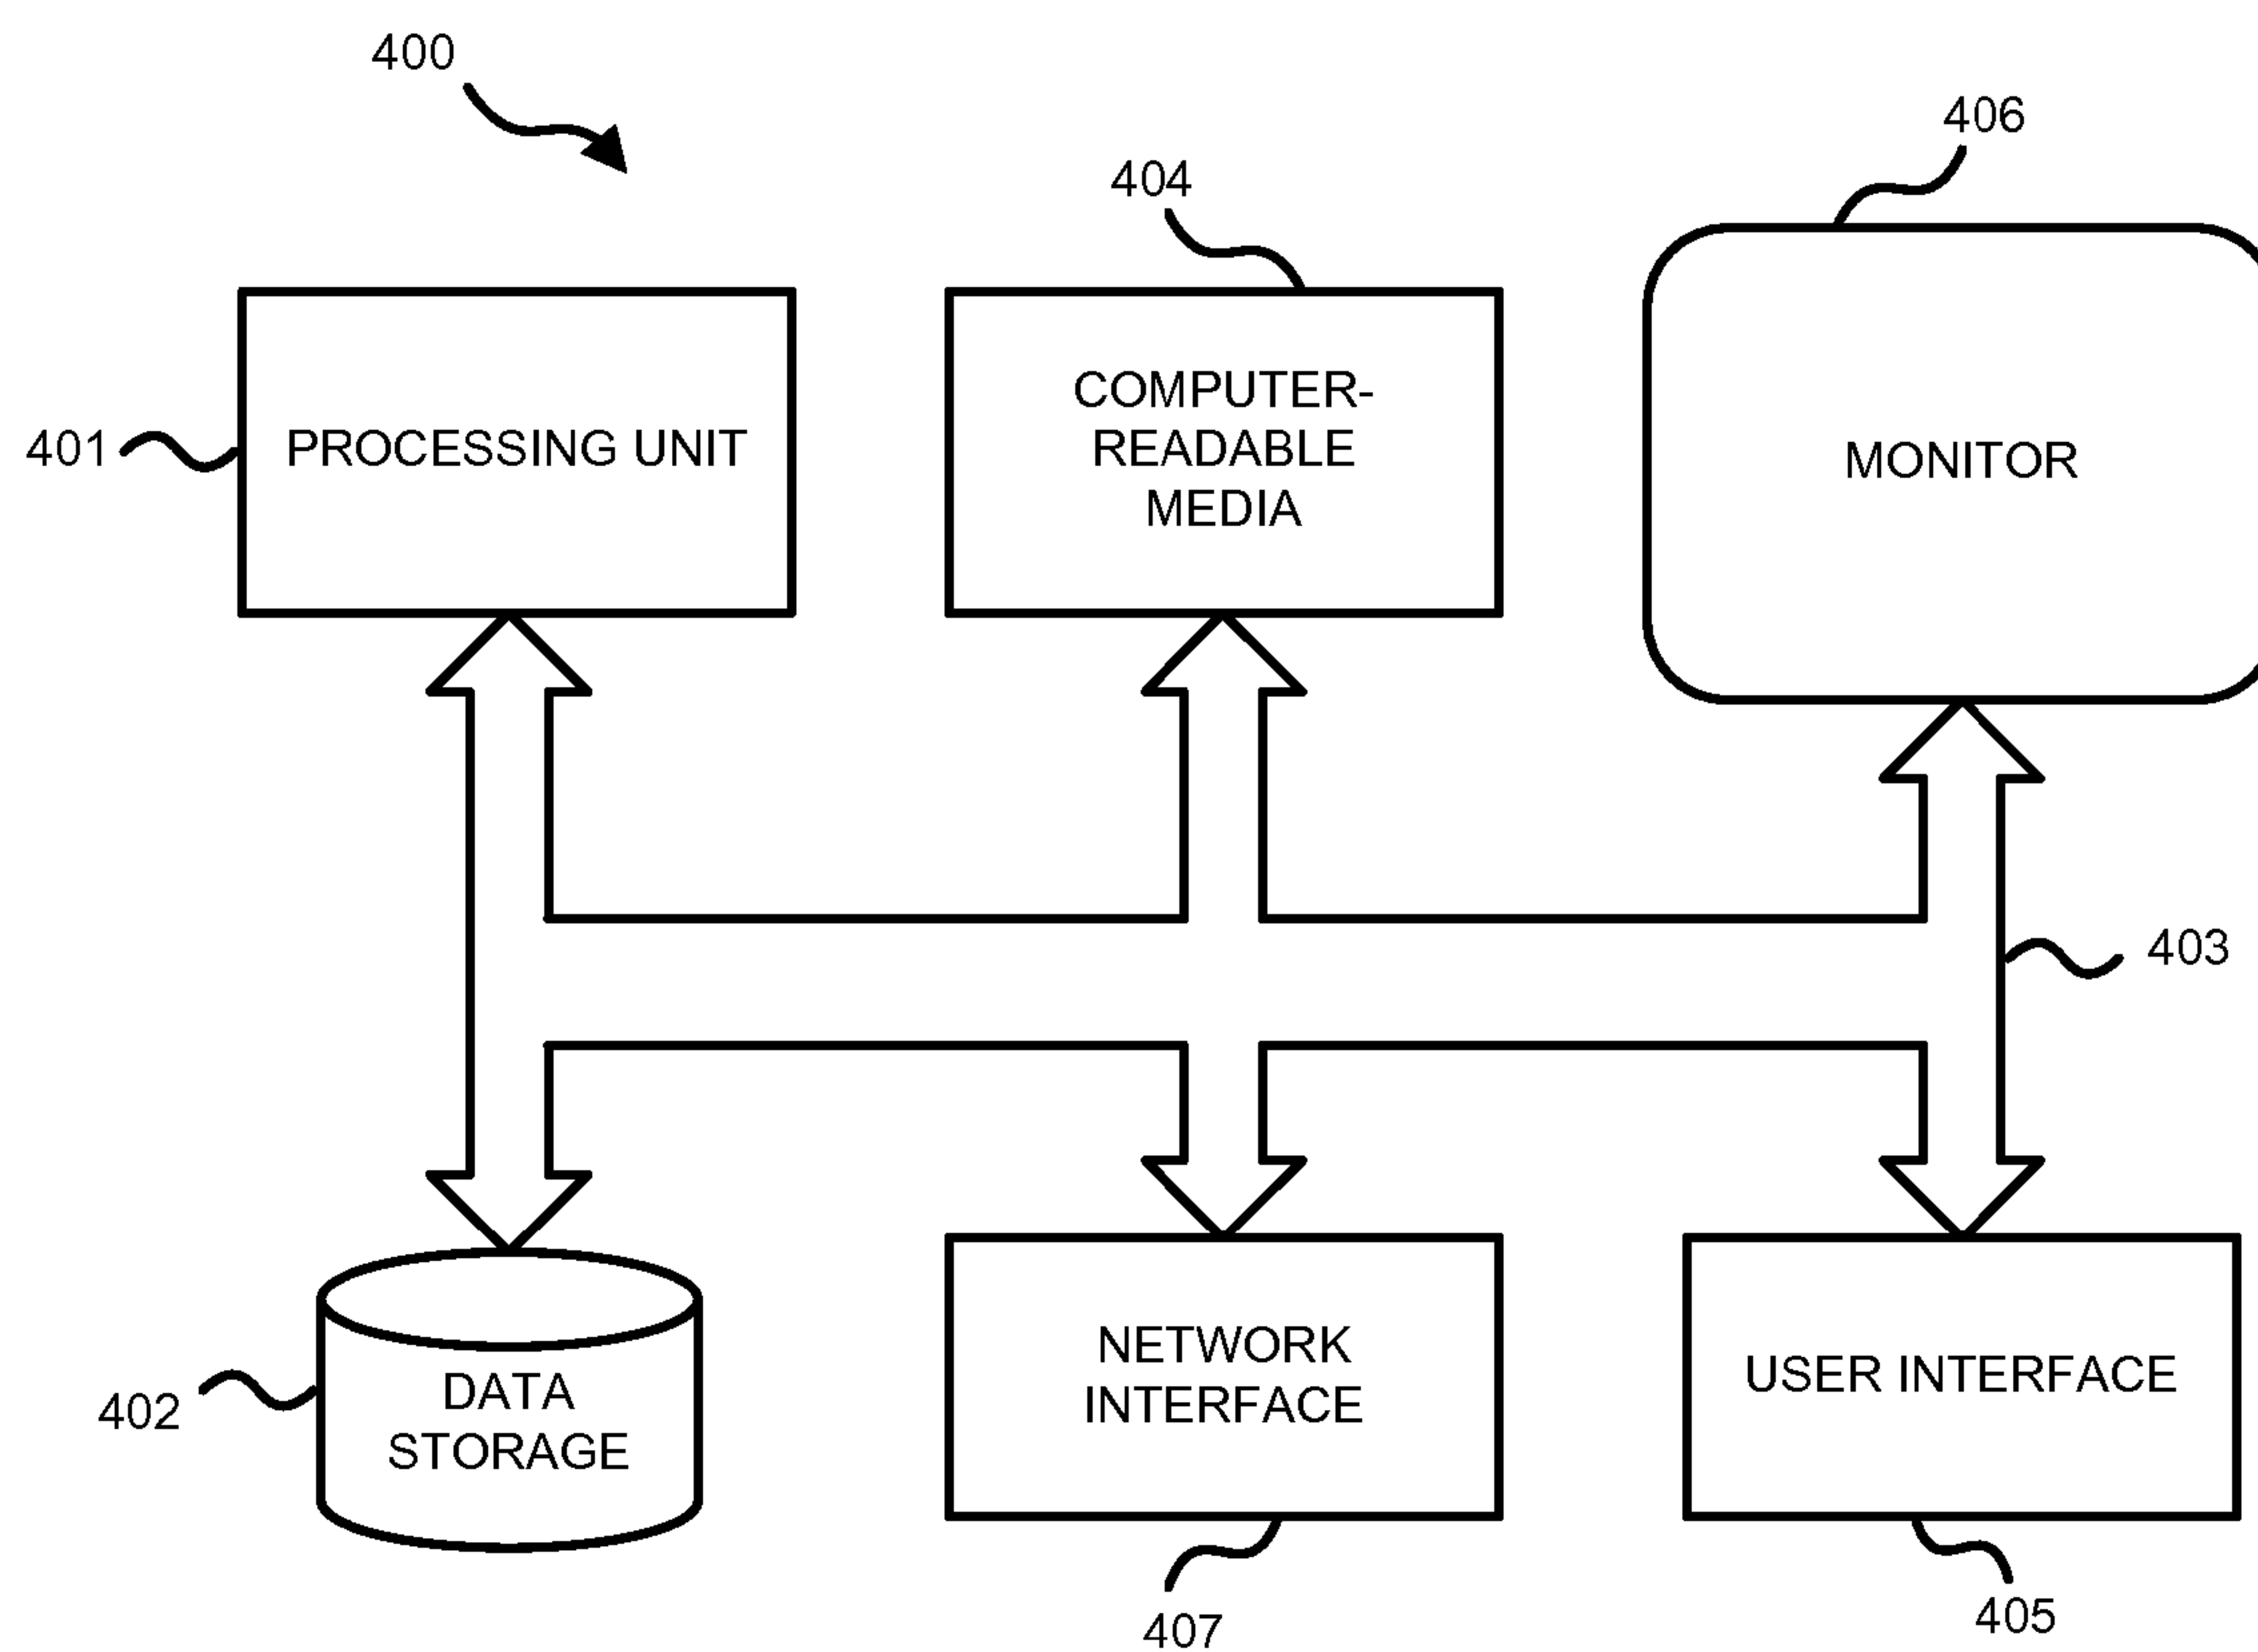 400
406
404
401
PROCESSING UNIT
COMPUTER-
READABLE
MEDIA
MONITOR
403
402
DATA
STORAGE
NETWORK
INTERFACE
USER INTERFACE
407
405